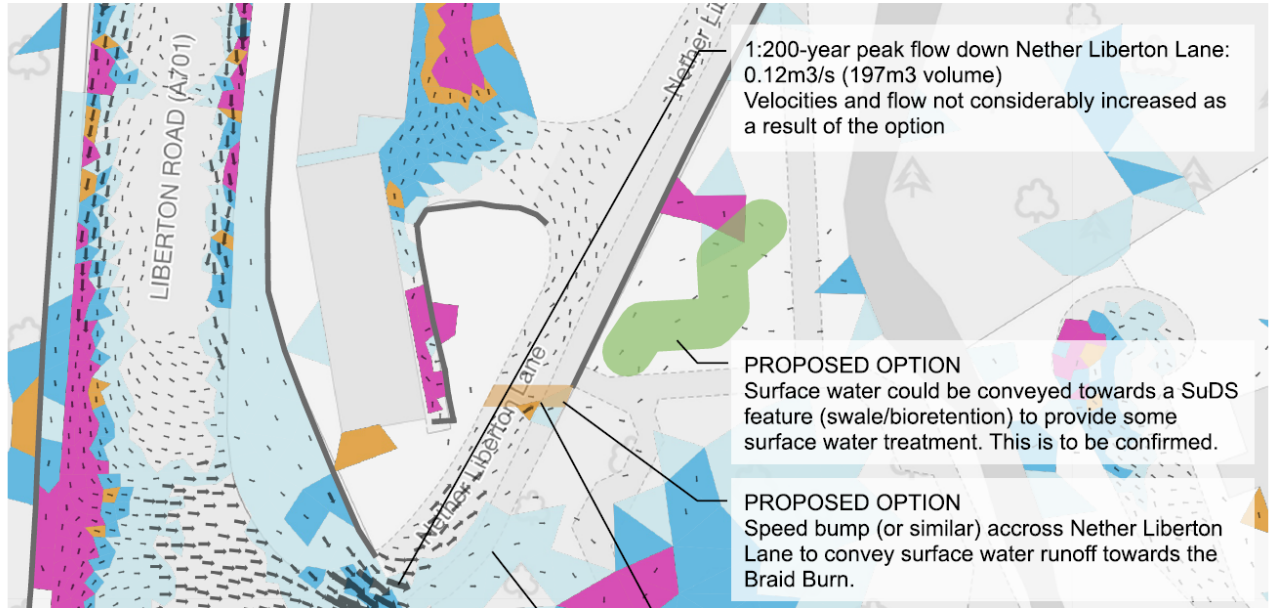 LIBERTON ROAD (A701)
Nether Li
1:200-year peak flow down Nether Liberton Lane:
0.12m3/s (197m3 volume)
Velocities and flow not considerably increased as
a result of the option
PROPOSED OPTION
Surface water could be conveyed towards a SuDS
feature (swale/bioretention) to provide some
surface water treatment. This is to be confirmed.
Nether Liberton Lane
PROPOSED OPTION
Speed bump (or similar) accross Nether Liberton
Lane to convey surface water runoff towards the
Braid Burn.